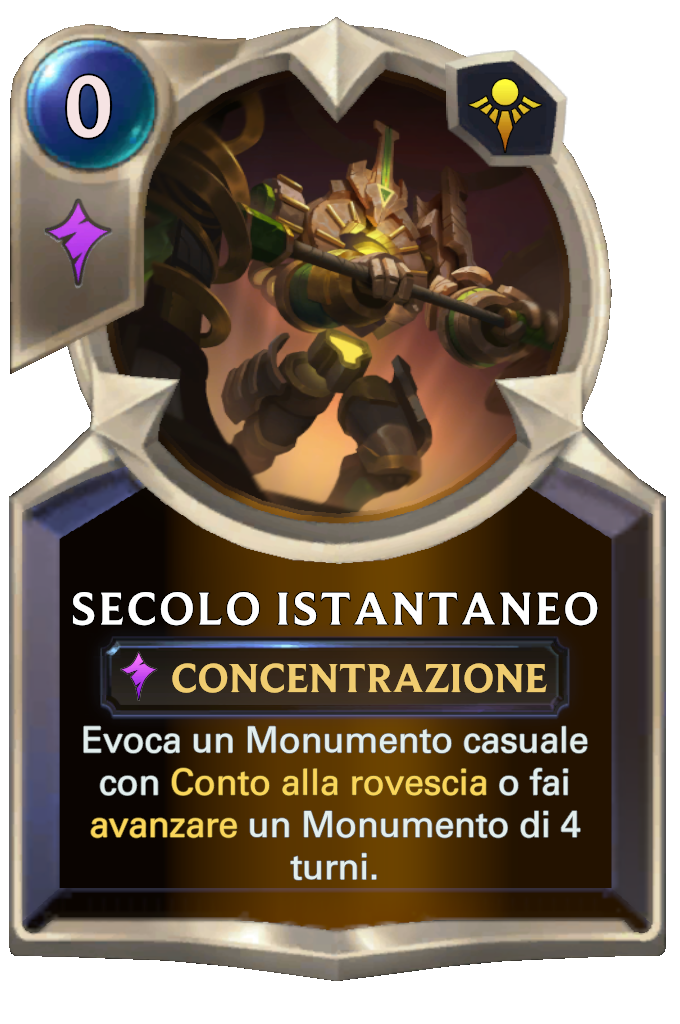 0
SECOLO ISTANTANEO
CONCENTRAZIONE
Evoca un Monumento casuale
con Conto alla rovescia o fai
avanzare un Monumento di 4
turni.